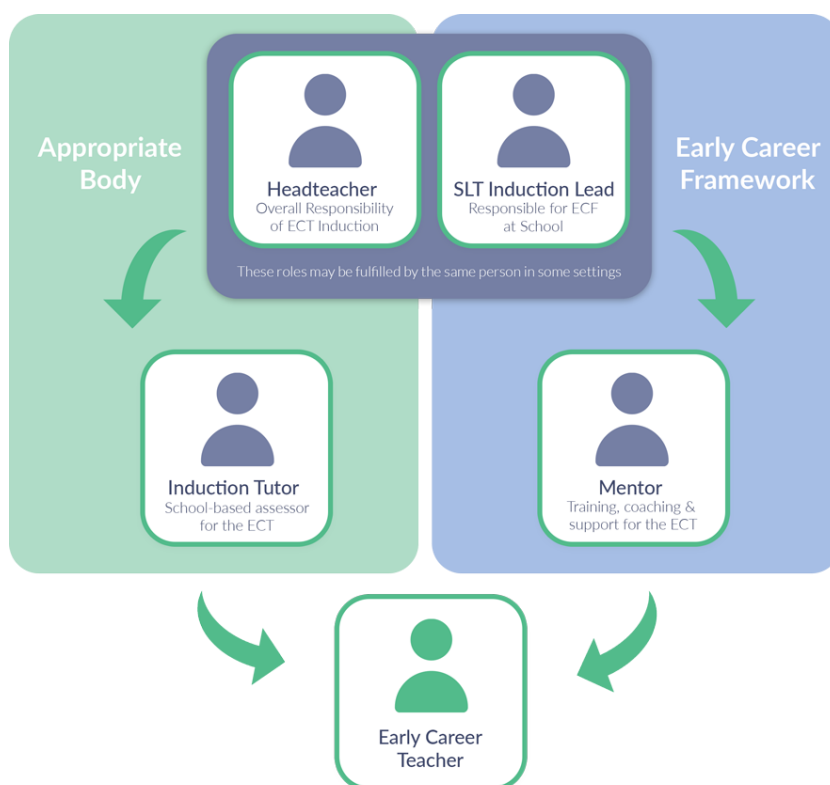 Appropriate
Body
Early Career
Framework
Headteacher
Overall Responsibility
of ECT Induction
SLT Induction Lead
Responsible for ECF
at School
These roles may be fulfilled by the same person in some settings
Induction Tutor
School-based assessor
for the ECT
Mentor
Training, coaching &
support for the ECT
Early Career
Teacher